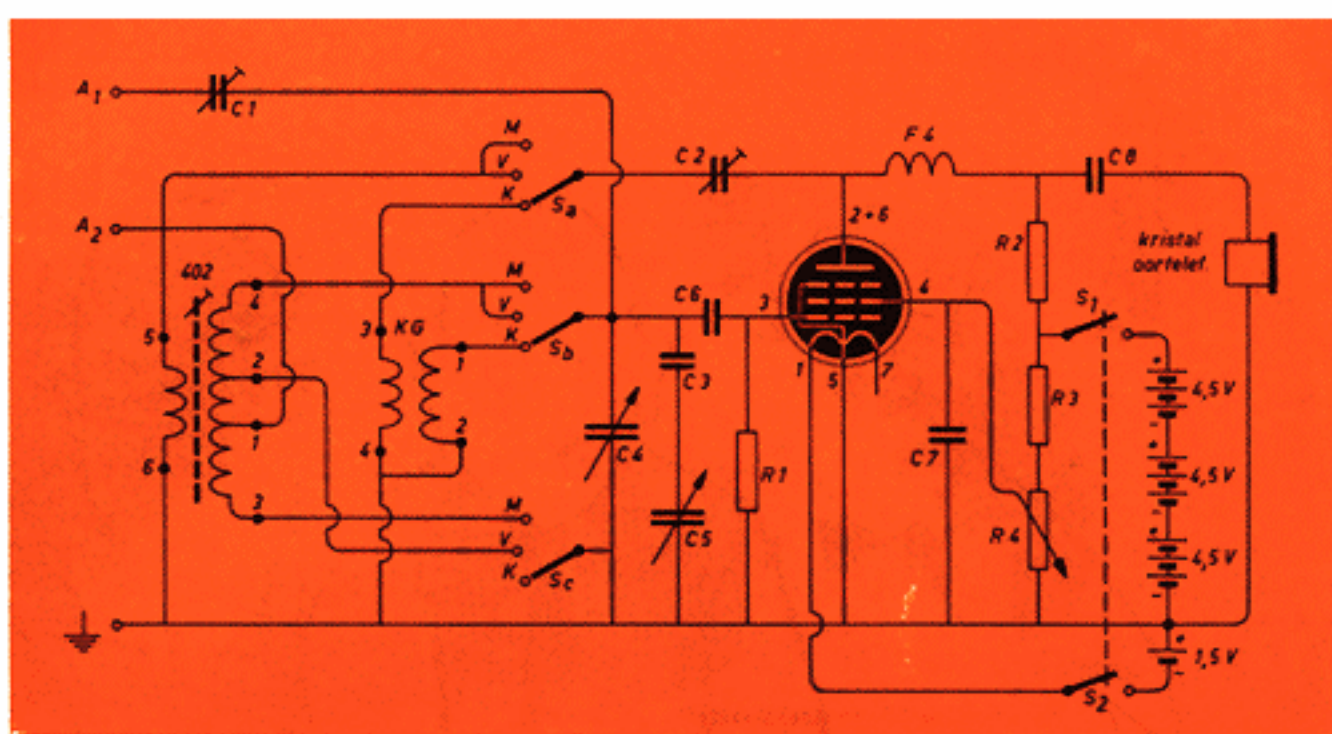 A1
C1
M
V
K
Sa
C2
F4
C8
A2
402
4
5
2
1
6
3
3
KG
4
1
2
M
V
K
Sb
M
V
K
Sc
C6
C3
C4
C5
R1
2+6
3
4
1
5
7
C7
R2
R3
R4
S1
kristal
oortelef.
+
4,5V
-
+
4,5V
-
+
4,5V
-
+
1,5V
-
S2